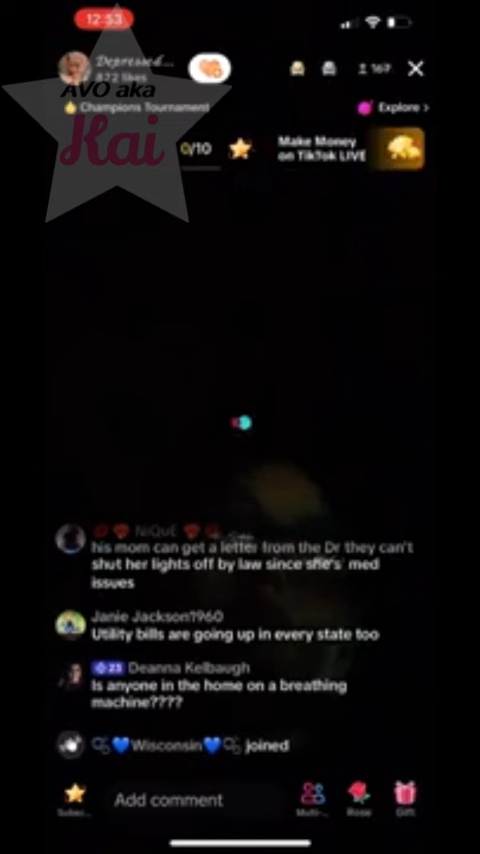 12:53
Depressed...
872 likes
167
AVO aka
Kai
Champions Tournament
Explore >
0/10
Make Money
on TikTok LIVE
NiQuE
his mom can get a letter from the Dr they can't
shut her lights off by law since she's med
issues
Janie Jackson1960
Utility bills are going up in every state too
23 Deanna Kelbaugh
Is anyone in the home on a breathing
machine????
Wisconsin joined
Add comment
Subsc...
Multi-...
Rose
Gift